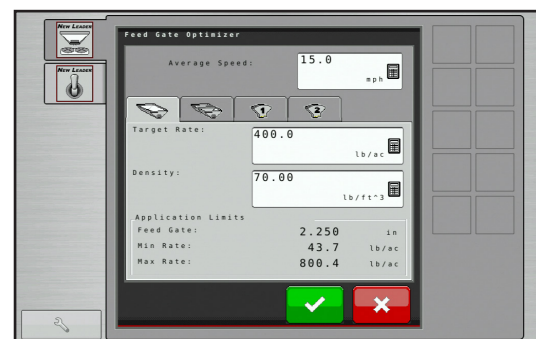 NEW LEADER
NEW LEADER
Feed Gate Optimizer
Average Speed: 15.0 mph
1 2
Target Rate: 400.0 lb/ac
Density: 70.00 lb/ft^3
Application Limits
Feed Gate: 2.250 in
Min Rate: 43.7 lb/ac
Max Rate: 800.4 lb/ac